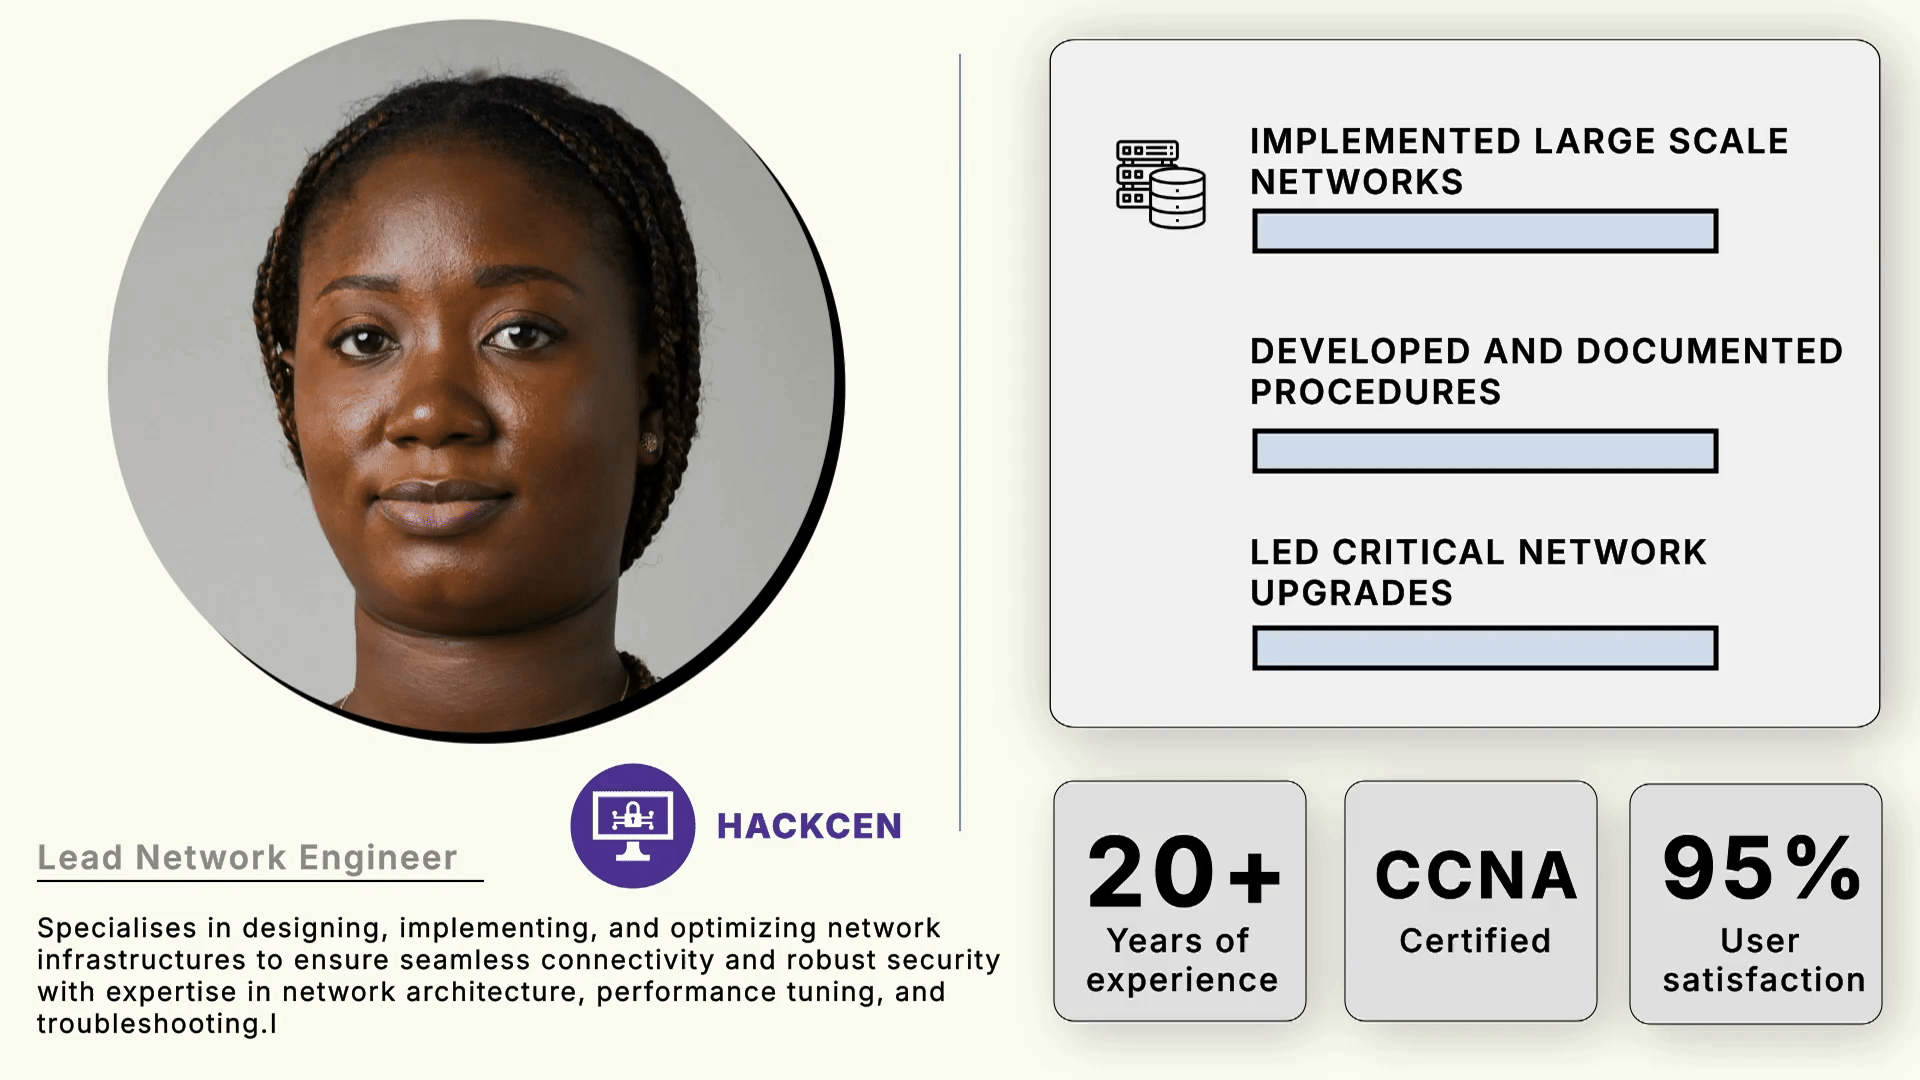 HACKCEN
Lead Network Engineer
Specialises in designing, implementing, and optimizing network
infrastructures to ensure seamless connectivity and robust security
with expertise in network architecture, performance tuning, and
troubleshooting.I
IMPLEMENTED LARGE SCALE
NETWORKS
DEVELOPED AND DOCUMENTED
PROCEDURES
LED CRITICAL NETWORK
UPGRADES
20+
Years of
experience
CCNA
Certified
95%
User
satisfaction